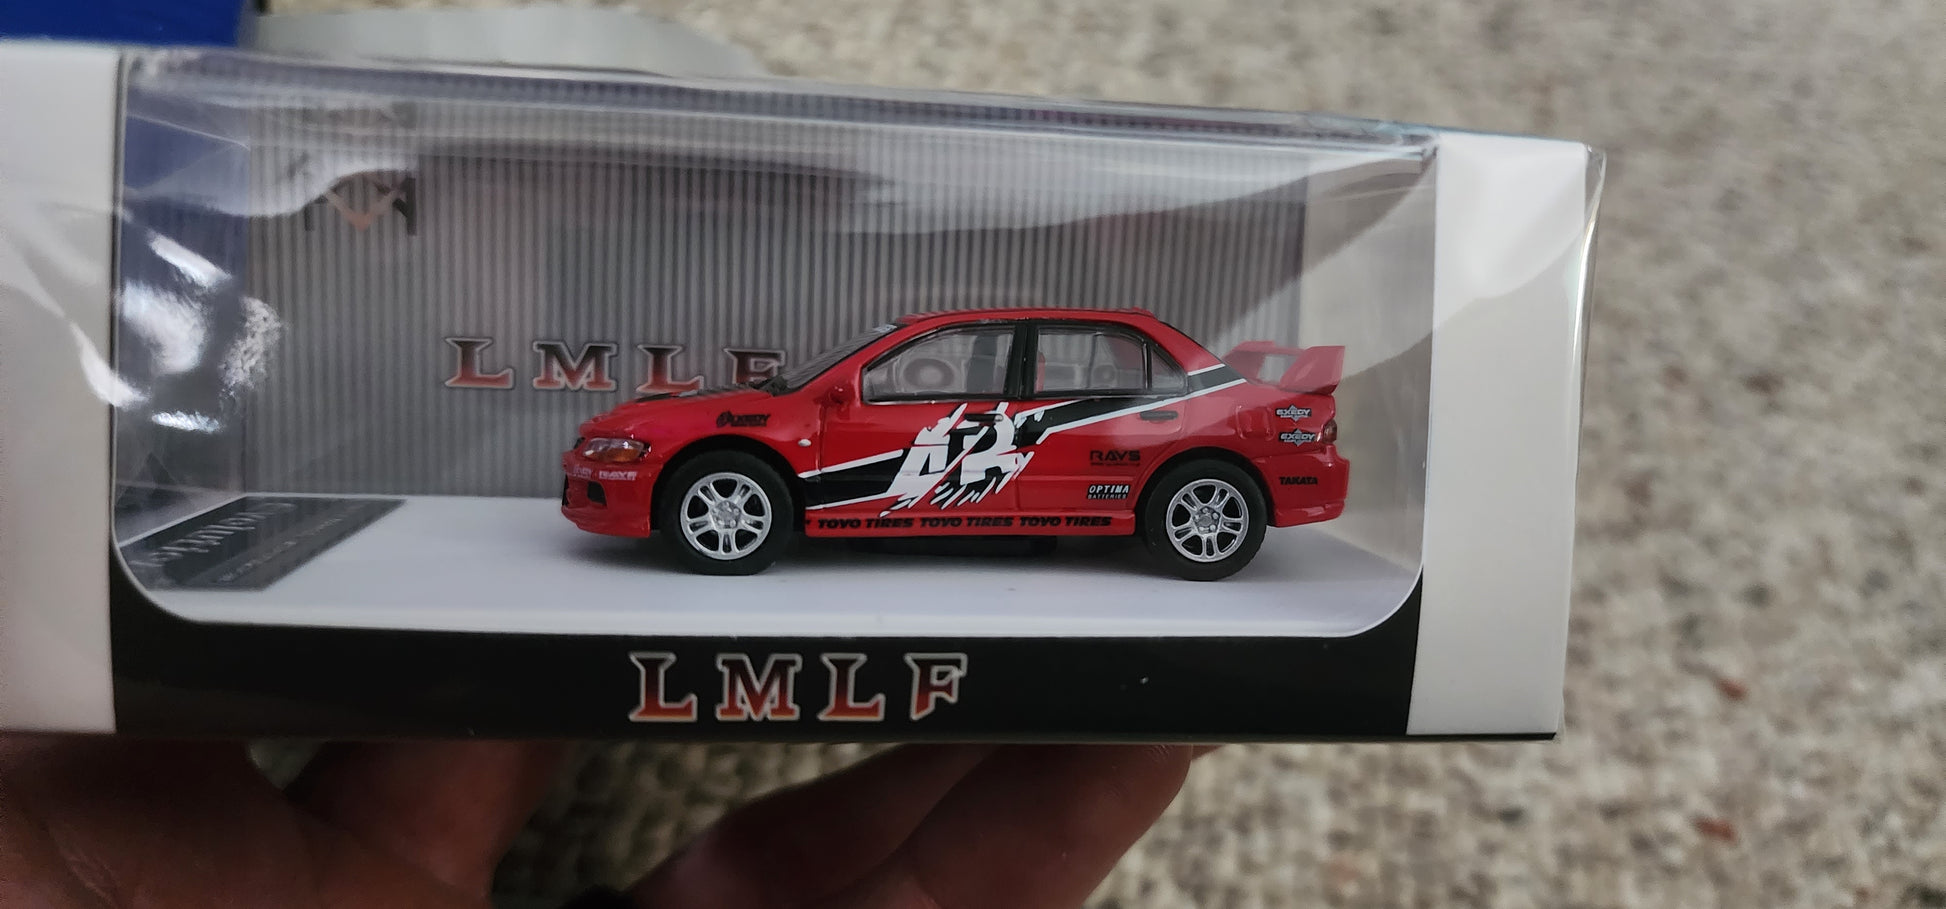 LMLF
EXEDY
EXEDY
EXEDY
RAYS
OPTIMA
BATTERIES
TAKATA
TOYO TIRES TOYO TIRES TOYO TIRES
LMLF